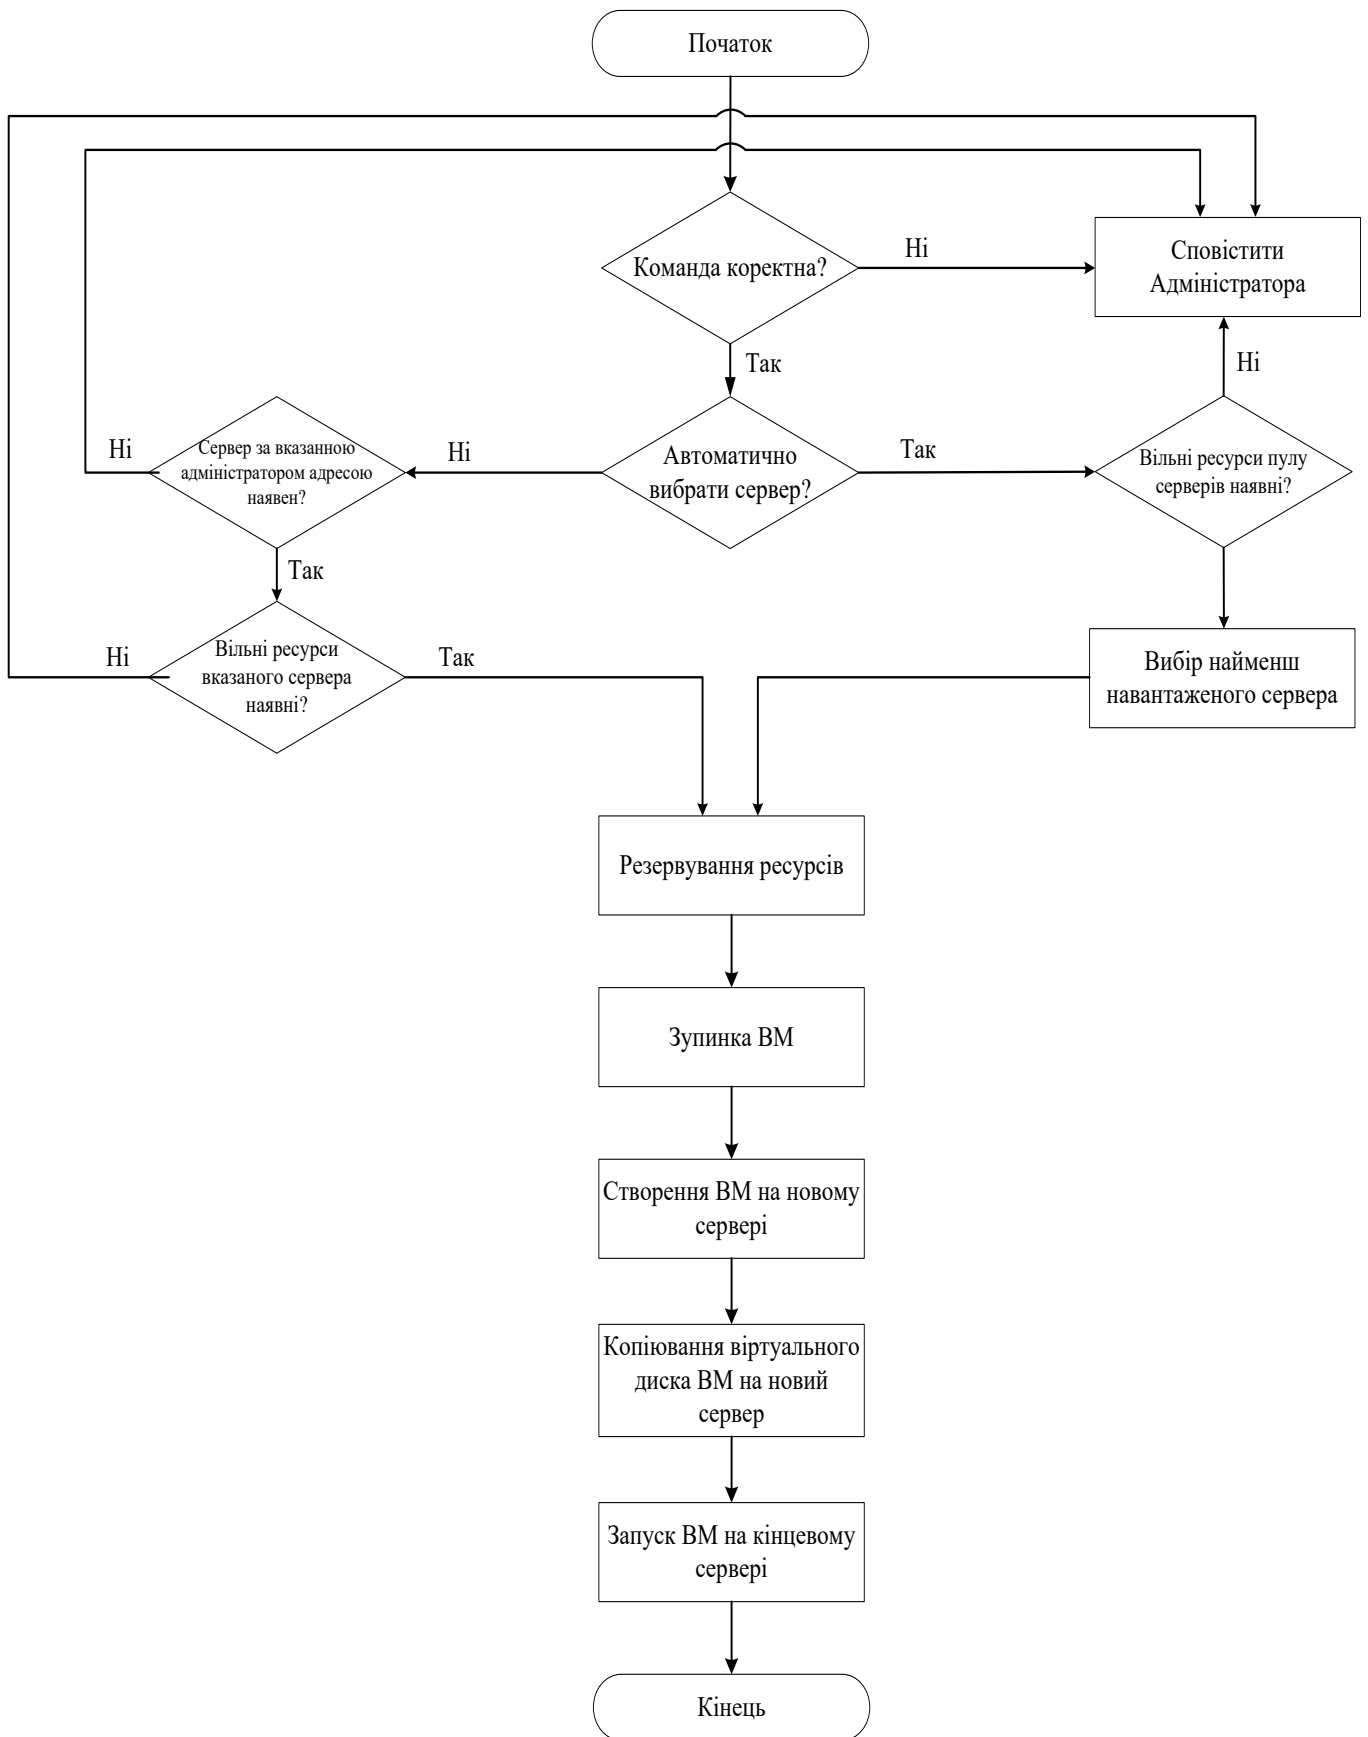 Початок
Команда коректна?
Ні
Сповістити
Адміністратора
Так
Ні
Ні
Сервер за вказанною
адміністратором адресою
наявен?
Ні
Автоматично
вибрати сервер?
Так
Вільні ресурси пулу
серверів наявні?
Так
Ні
Вільні ресурси
вказаного сервера
наявні?
Так
Вибір найменш
навантаженого сервера
Резервування ресурсів
Зупинка ВМ
Створення ВМ на новому
сервері
Копіювання віртуального
диска ВМ на новий
сервер
Запуск ВМ на кінцевому
сервері
Кінець